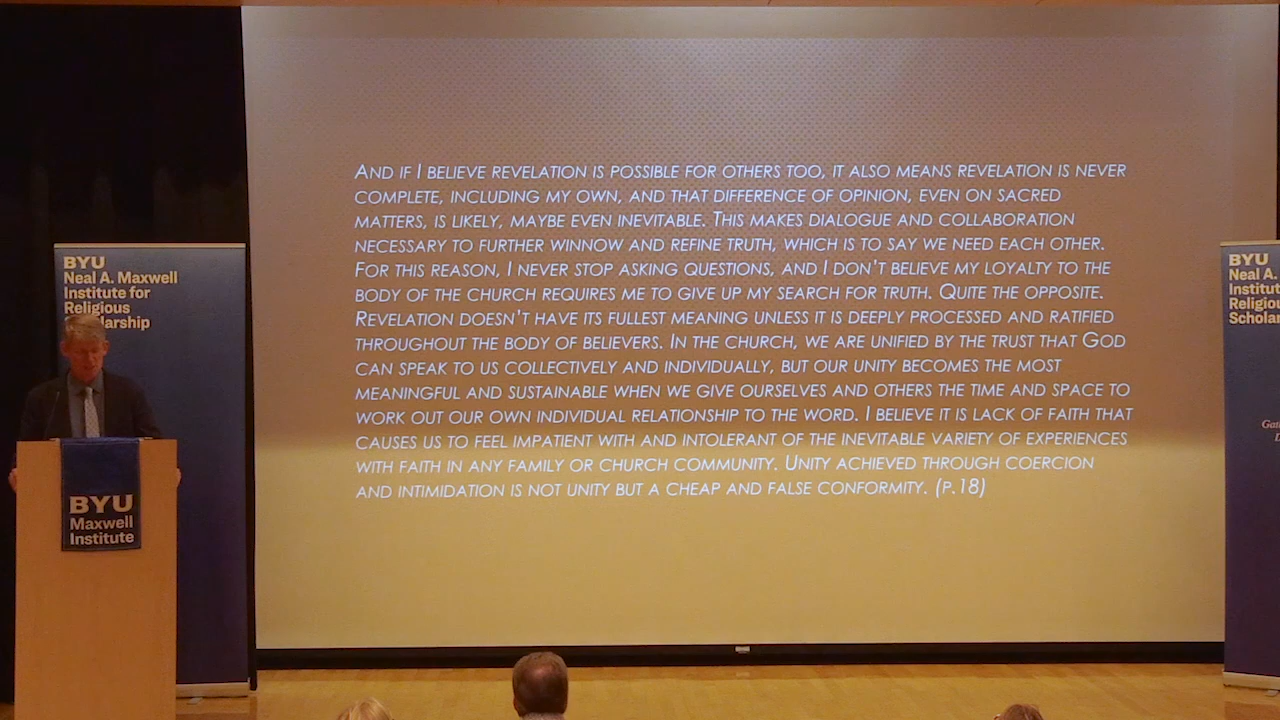 And if I believe revelation is possible for others too, it also means revelation is never
complete, including my own, and that difference of opinion, even on sacred
matters, is likely, maybe even inevitable. This makes dialogue and collaboration
necessary to further winnow and refine truth, which is to say we need each other.
For this reason, I never stop asking questions, and I don't believe my loyalty to the
body of the church requires me to give up my search for truth. Quite the opposite.
Revelation doesn't have its fullest meaning unless it is deeply processed and ratified
throughout the body of believers. In the church, we are unified by the trust that God
can speak to us collectively and individually, but our unity becomes the most
meaningful and sustainable when we give ourselves and others the time and space to
work out our own individual relationship to the word. I believe it is lack of faith that
causes us to feel impatient with and intolerant of the inevitable variety of experiences
with faith in any family or church community. Unity achieved through coercion
and intimidation is not unity but a cheap and false conformity. (p.18)
BYU
Neal A. Maxwell
Institute for
Religious
BYU
Maxwell
Institute
BYU
Neal A.